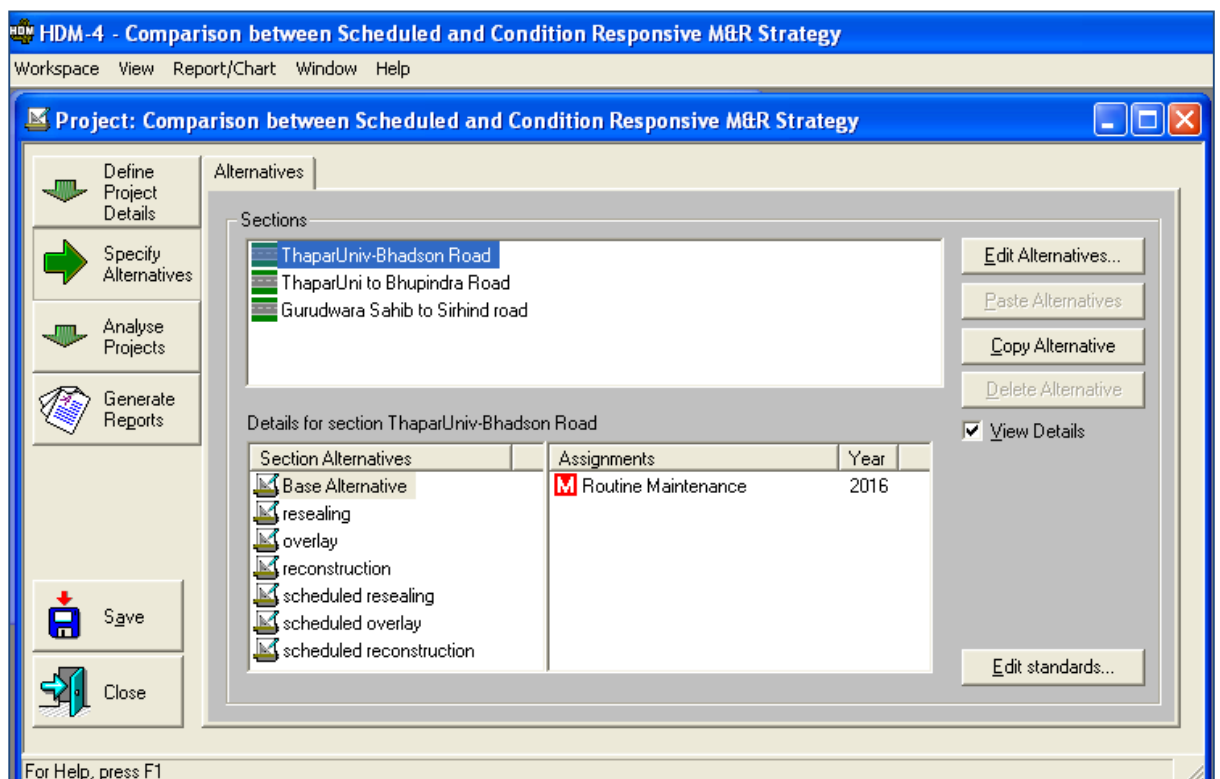 HDM HDM-4 - Comparison between Scheduled and Condition Responsive M&R Strategy
Workspace View Report/Chart Window Help
Project: Comparison between Scheduled and Condition Responsive M&R Strategy
Define
Project
Details
Specify
Alternatives
Analyse
Projects
Generate
Reports
Save
Close
Alternatives
Sections
ThaparUniv-Bhadson Road
ThaparUni to Bhupindra Road
Gurudwara Sahib to Sirhind road
Edit Alternatives...
Paste Alternatives
Copy Alternative
Delete Alternative
View Details
Details for section ThaparUniv-Bhadson Road
Section Alternatives
Base Alternative
resealing
overlay
reconstruction
scheduled resealing
scheduled overlay
scheduled reconstruction
Assignments Year
M Routine Maintenance 2016
Edit standards...
For Help, press F1